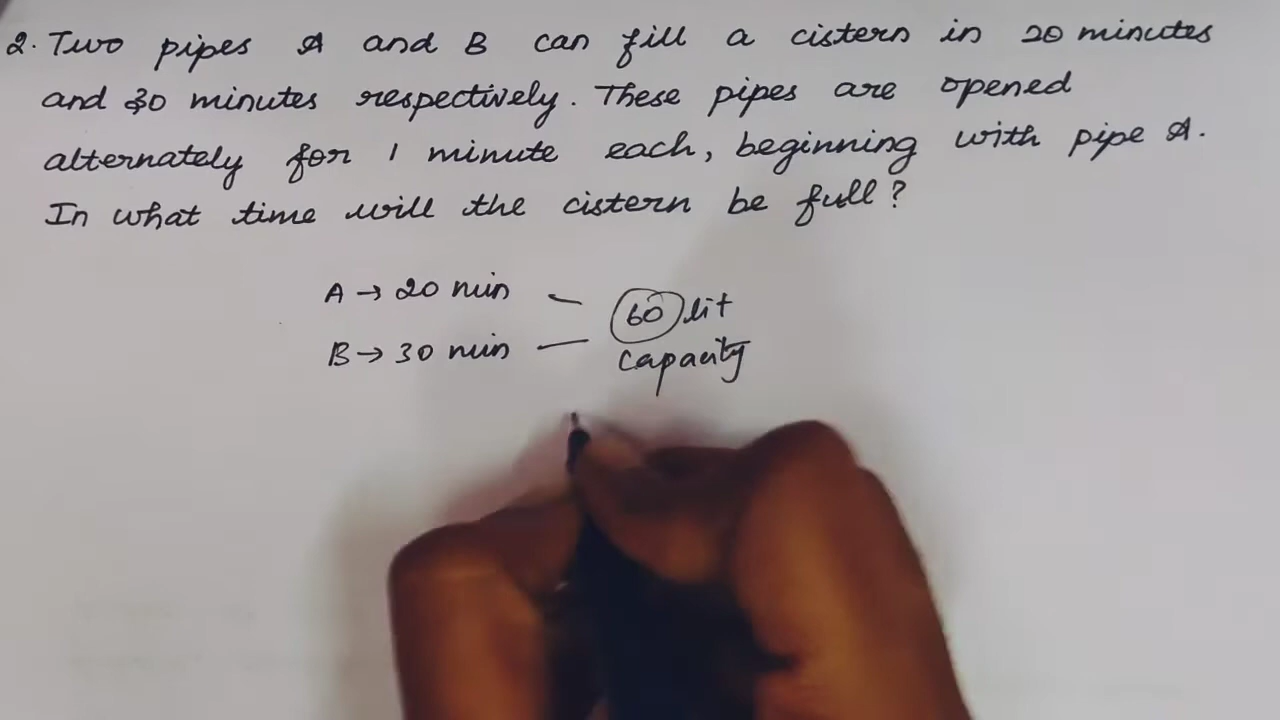 2. Two pipes A and B can fill a cistern in 20 minutes
and 30 minutes respectively. These pipes are opened
alternately for 1 minute each, beginning with pipe A.
In what time will the cistern be full?
A → 20 min — 60 lit
B → 30 min — capacity